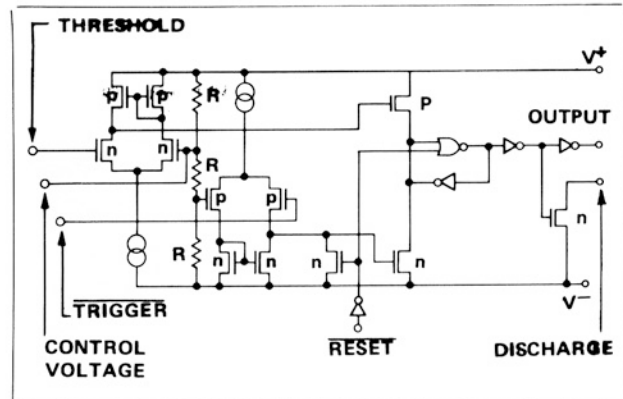 THRESHOLD
V+
p
p
R
P
OUTPUT
n
n
R
p
p
n
R
n
n
n
n
V−
TRIGGER
RESET
CONTROL
VOLTAGE
DISCHARGE